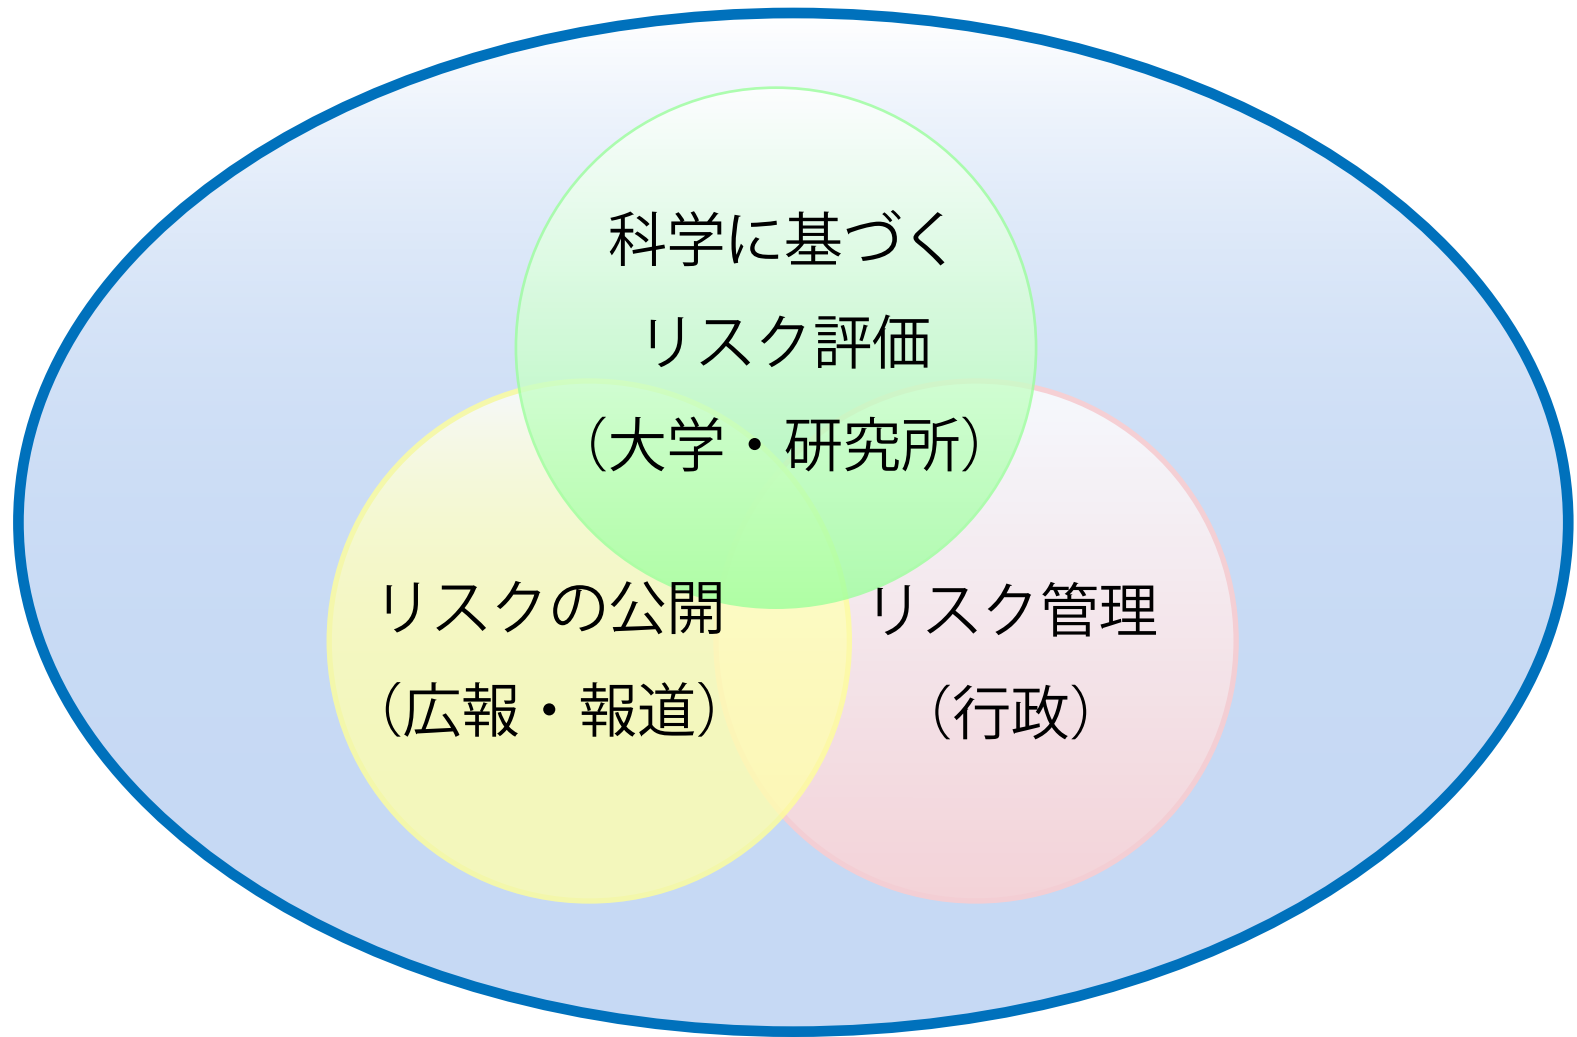 科学に基づく
リスク評価
（大学・研究所）
リスクの公開
（広報・報道）
リスク管理
（行政）